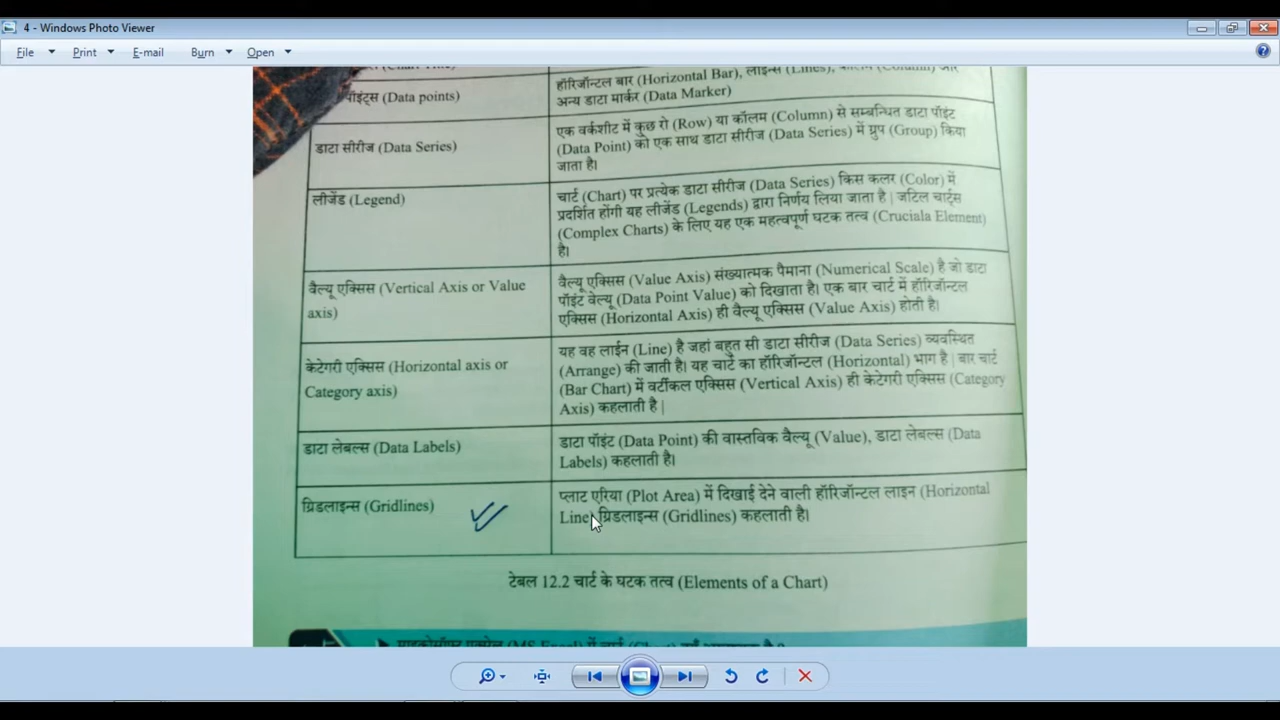 4 - Windows Photo Viewer
File Print E-mail Burn Open
पॉइंट्स (Data points)
हॉरिजॉन्टल बार (Horizontal Bar), लाइन्स (Lines),
अन्य डाटा मार्कर (Data Marker)
डाटा सीरीज (Data Series)
एक वर्कशीट में कुछ रो (Row) या कॉलम (Column) से सम्बन्धित डाटा पॉइंट
(Data Point) को एक साथ डाटा सीरीज (Data Series) में ग्रुप (Group) किया
जाता है।
लीजेंड (Legend)
चार्ट (Chart) पर प्रत्येक डाटा सीरीज (Data Series) किस कलर (Color) में
प्रदर्शित होंगी यह लीजेंड (Legends) द्वारा निर्णय लिया जाता है | जटिल चार्ट्स
(Complex Charts) के लिए यह एक महत्वपूर्ण घटक तत्व (Cruciala Element)
है।
वैल्यू एक्सिस (Vertical Axis or Value
axis)
वैल्यू एक्सिस (Value Axis) संख्यात्मक पैमाना (Numerical Scale) है जो डाटा
पॉइंट वेल्यू (Data Point Value) को दिखाता है। एक बार चार्ट में हॉरिजॉन्टल
एक्सिस (Horizontal Axis) ही वैल्यू एक्सिस (Value Axis) होती है।
केटेगरी एक्सिस (Horizontal axis or
Category axis)
यह वह लाईन (Line) है जहां बहुत सी डाटा सीरीज (Data Series) व्यवस्थित
(Arrange) की जाती है। यह चार्ट का हॉरिजॉन्टल (Horizontal) भाग है | बार चार्ट
(Bar Chart) में वर्टीकल एक्सिस (Vertical Axis) ही केटेगरी एक्सिस (Category
Axis) कहलाती है |
डाटा लेबल्स (Data Labels)
डाटा पॉइंट (Data Point) की वास्तविक वैल्यू (Value), डाटा लेबल्स (Data
Labels) कहलाती है।
ग्रिडलाइन्स (Gridlines)
प्लाट एरिया (Plot Area) में दिखाई देने वाली हॉरिजॉन्टल लाइन (Horizontal
Line) ग्रिडलाइन्स (Gridlines) कहलाती है।
टेबल 12.2 चार्ट के घटक तत्व (Elements of a Chart)